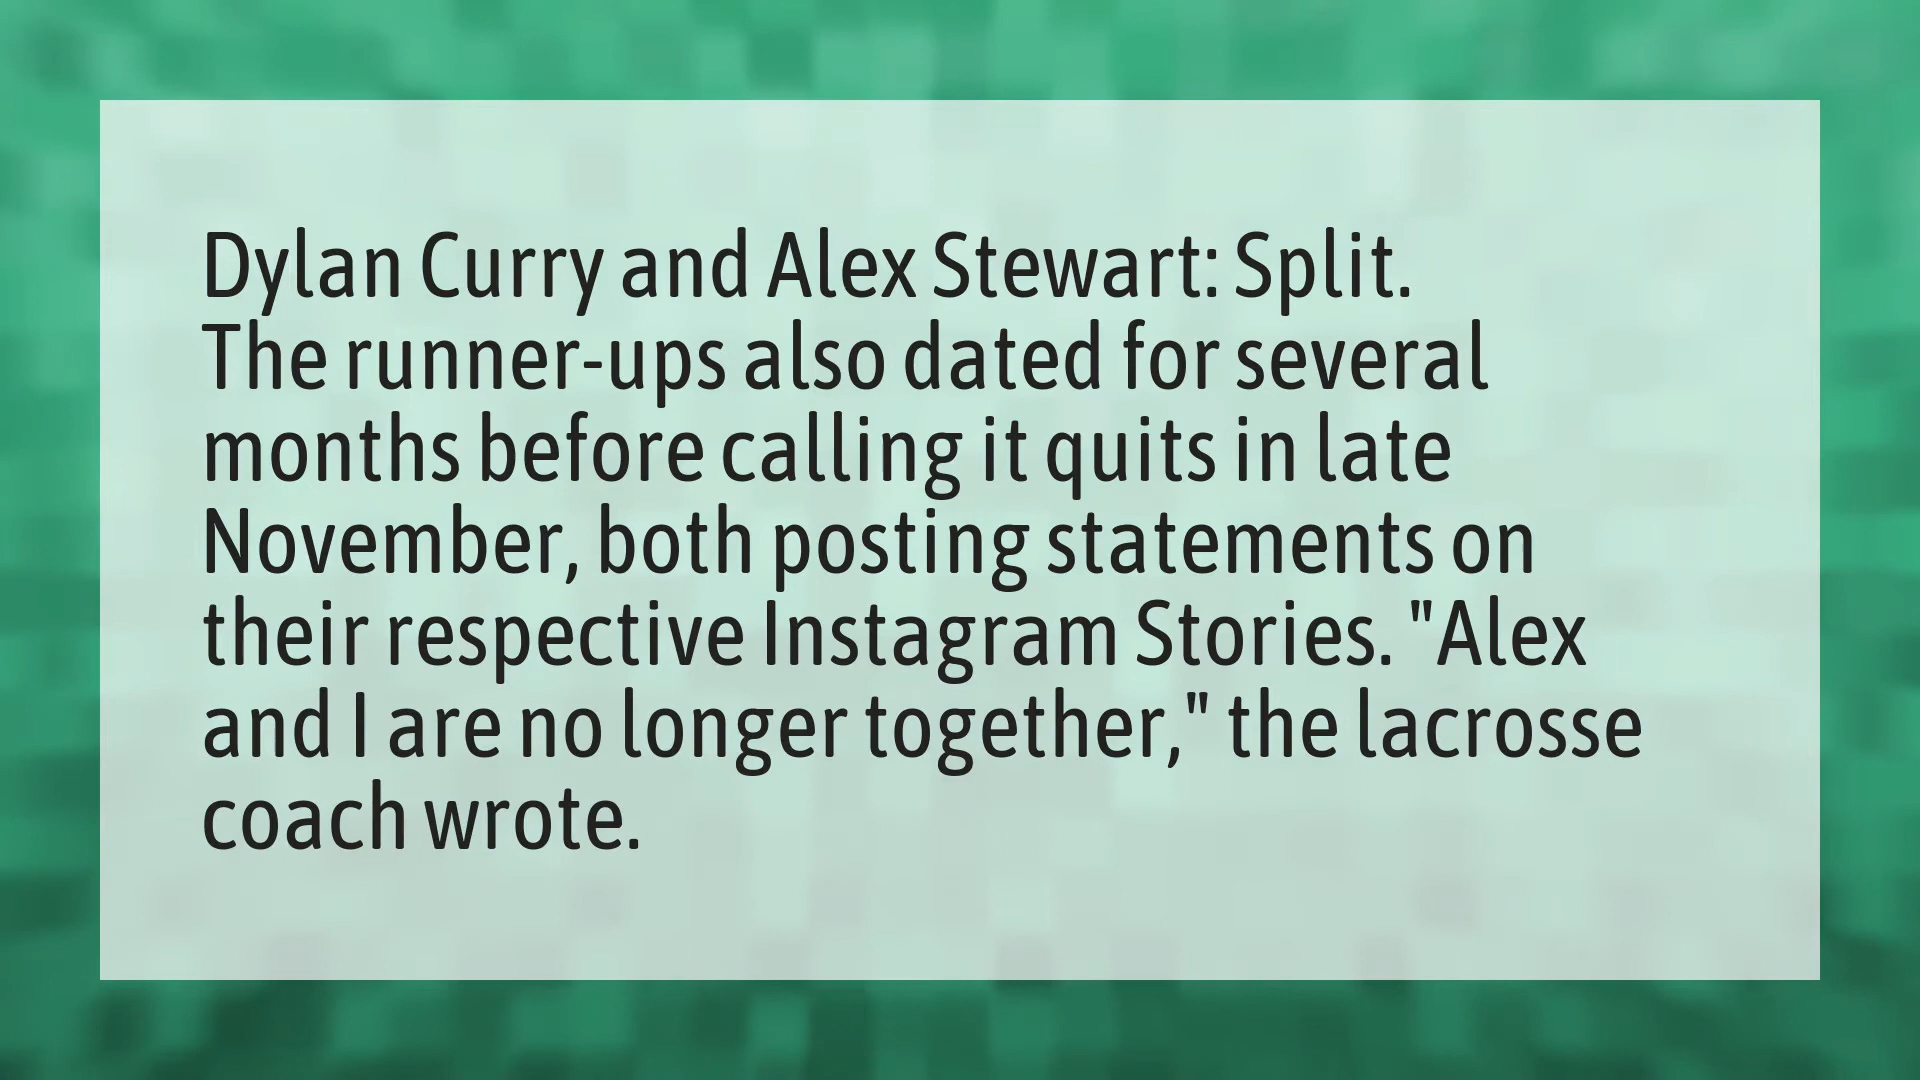 Dylan Curry and Alex Stewart: Split.
The runner-ups also dated for several
months before calling it quits in late
November, both posting statements on
their respective Instagram Stories. "Alex
and I are no longer together," the lacrosse
coach wrote.